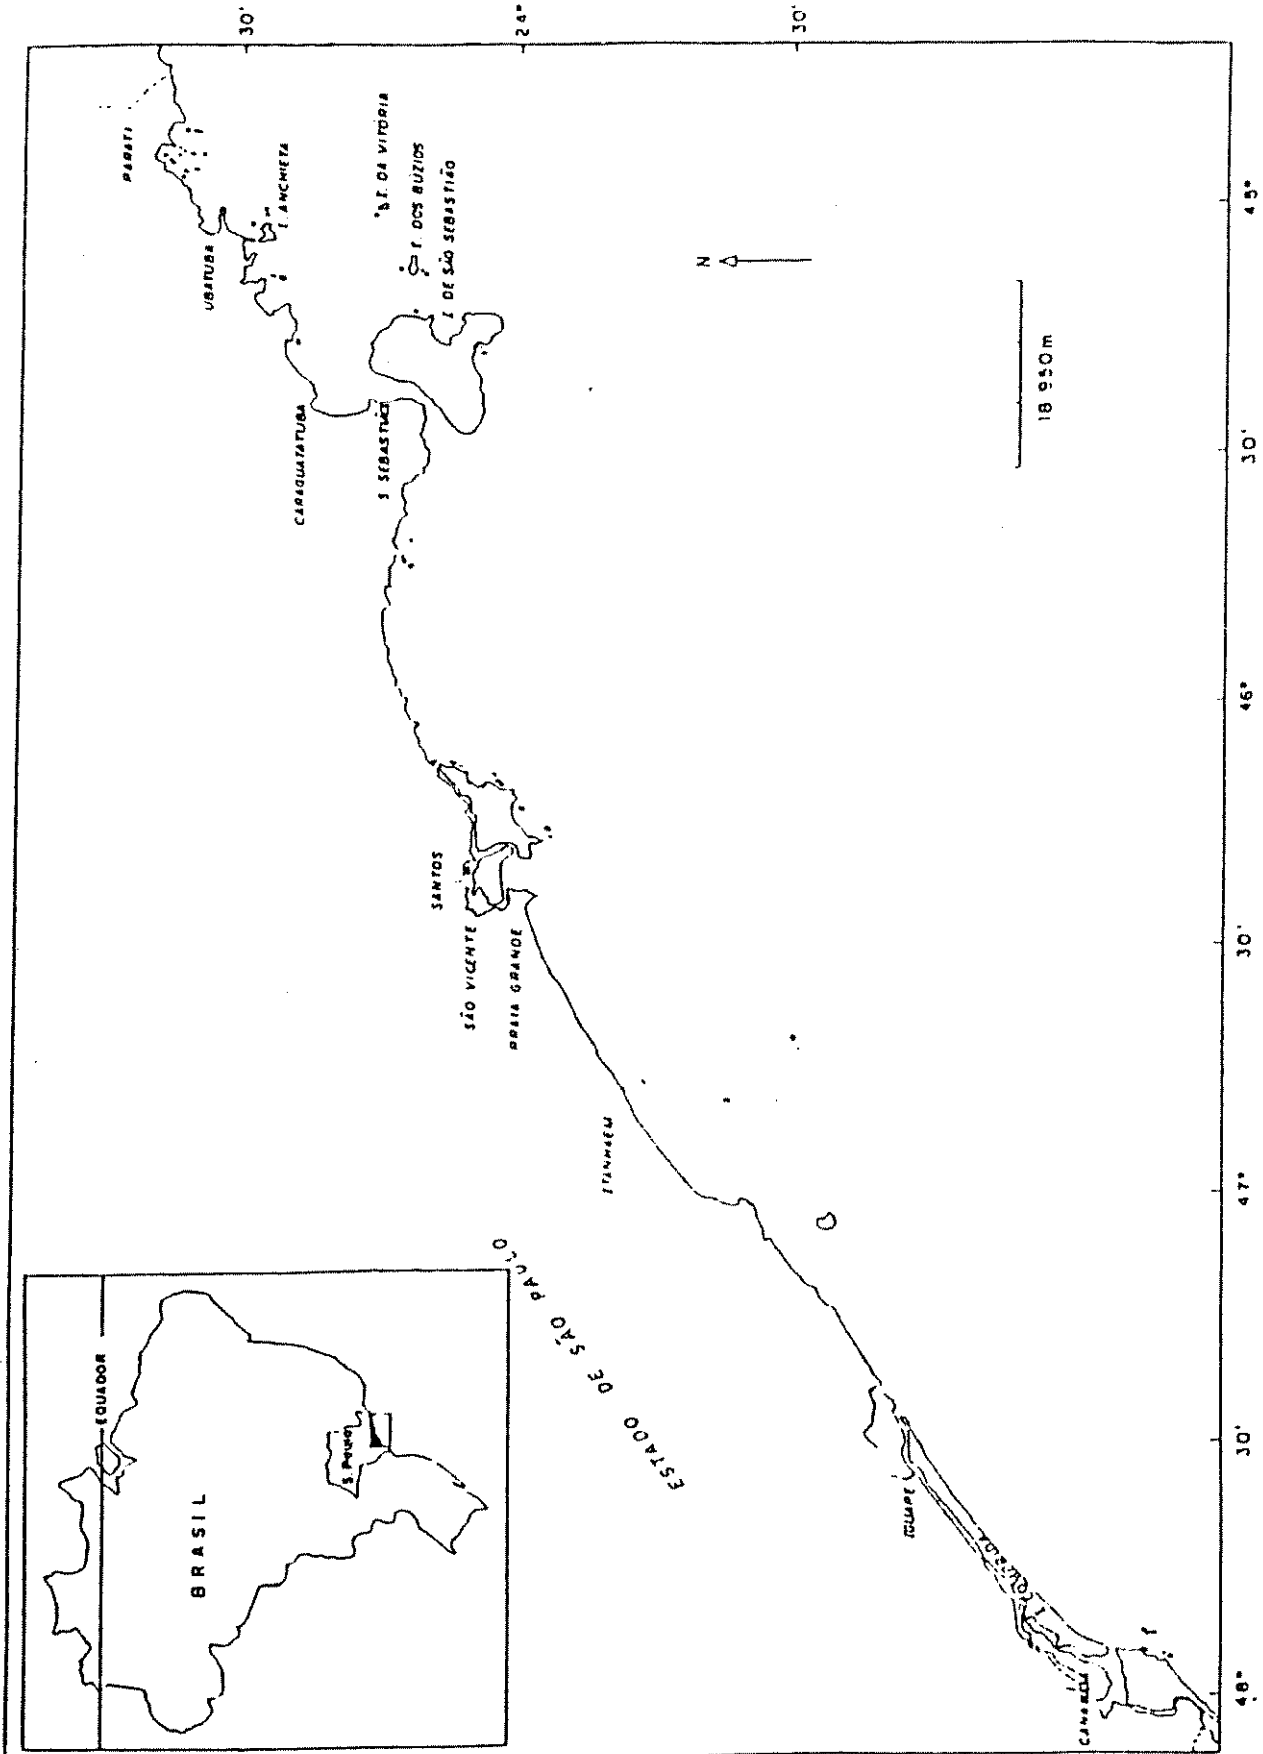 EQUADOR
BRASIL
S. PAULO
ESTADO DE SÃO PAULO
PARATI
UBATUBA
I. ANCHIETA
CARAGUATATUBA
I. DA VITÓRIA
I. DOS BÚZIOS
I. DE SÃO SEBASTIÃO
S. SEBASTIÃO
SANTOS
SÃO VICENTE
PRAIA GRANDE
ITANHAEM
IGUAPE
I. COMPRIDA
CANANEIA
N
18 950 m
30'
24°
30'
48°
30'
47°
30'
46°
30'
45°